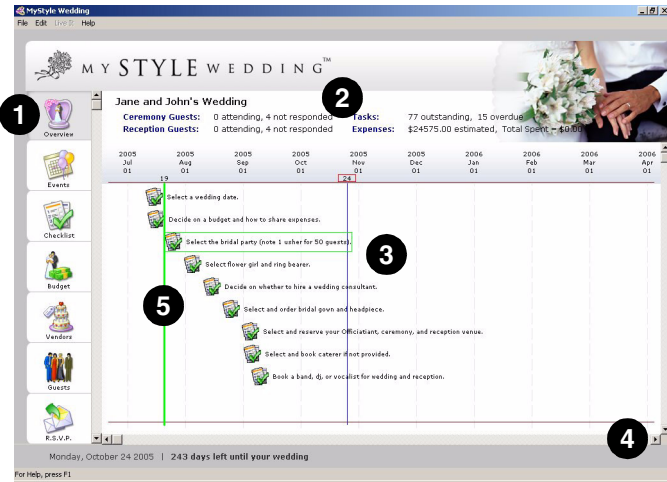 MyStyle Wedding
File Edit Live It Help
MY STYLE WEDDING™
1
2
3
4
5
Overview
Events
Checklist
Budget
Vendors
Guests
R.S.V.P.
Jane and John's Wedding
Ceremony Guests: 0 attending, 4 not responded Tasks: 77 outstanding, 15 overdue
Reception Guests: 0 attending, 4 not responded Expenses: $24575.00 estimated, Total Spent = $0.00
2005 2005 2005 2005 2005 2005 2006 2006 2006 2006
Jul Aug Sep Oct Nov Dec Jan Feb Mar Apr
01 01 01 01 01 01 01 01 01 01
19 24
Select a wedding date.
Decide on a budget and how to share expenses.
Select the bridal party (note 1 usher for 50 guests).
Select flower girl and ring bearer.
Decide on whether to hire a wedding consultant.
Select and order bridal gown and headpiece.
Select and reserve your Officiatiant, ceremony, and reception venue.
Select and book caterer if not provided.
Book a band, dj, or vocalist for wedding and reception.
Monday, October 24 2005 | 243 days left until your wedding
For Help, press F1